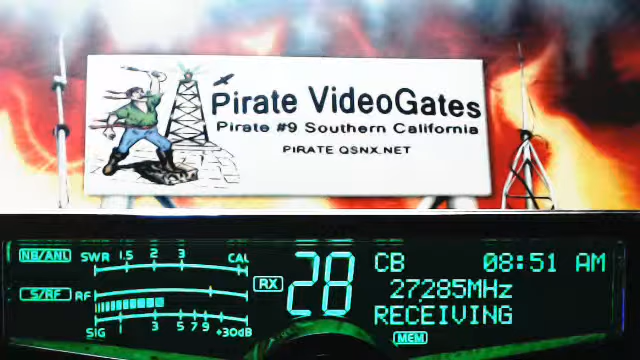 Pirate VideoGates
Pirate #9 Southern California
PIRATE QSNX.NET
NB/ANL SWR 1.5 2 3 CAL
S/RF RF
SIG 3 5 7 9 +30dB
RX 28
CB 08:51 AM
27285MHz
RECEIVING
MEM